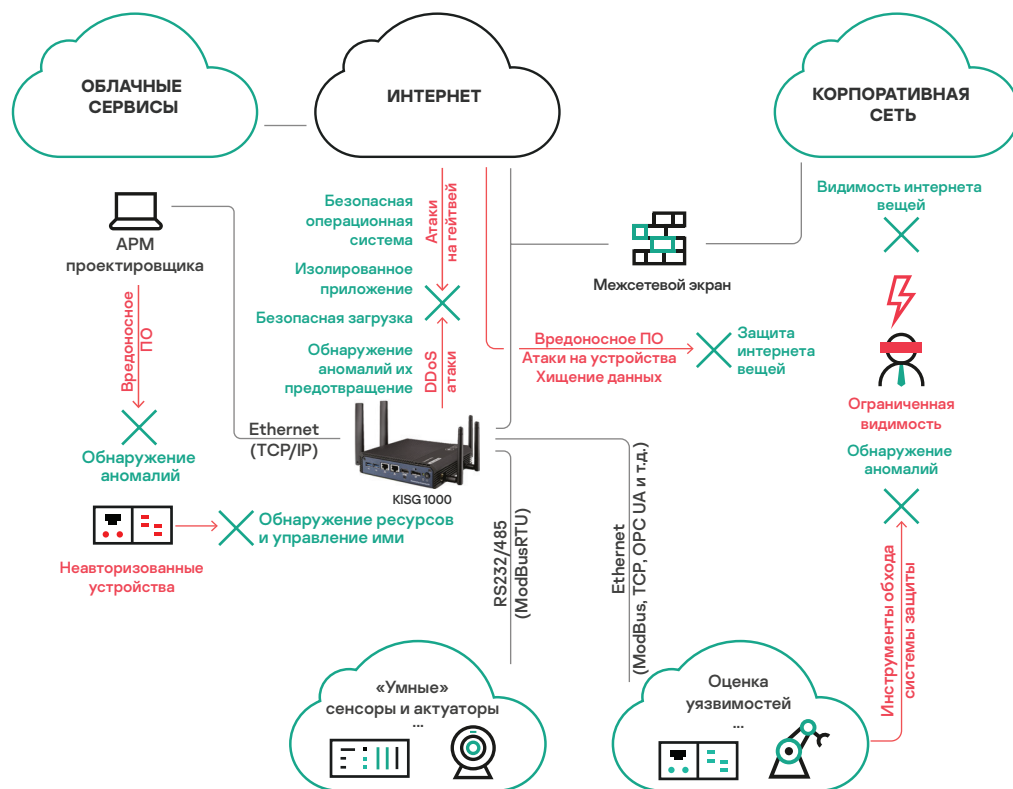 ОБЛАЧНЫЕ
СЕРВИСЫ
ИНТЕРНЕТ
КОРПОРАТИВНАЯ
СЕТЬ
АРМ
проектировщика
Вредоносное
ПО
Обнаружение
аномалий
Неавторизованные
устройства
Обнаружение ресурсов
и управление ими
Безопасная
операционная
система
Изолированное
приложение
Безопасная загрузка
Обнаружение
аномалий их
предотвращение
Атаки
на гейтвей
DDoS
атаки
Ethernet
(TCP/IP)
KISG 1000
Межсетевой экран
Вредоносное ПО
Атаки на устройства
Хищение данных
Защита
интернета
вещей
Видимость интернета
вещей
Ограниченная
видимость
Обнаружение
аномалий
Инструменты обхода
системы защиты
RS232/485
(ModBusRTU)
Ethernet
(ModBus, TCP, OPC UA и т.д.)
«Умные»
сенсоры и актуаторы
...
Оценка
уязвимостей
...